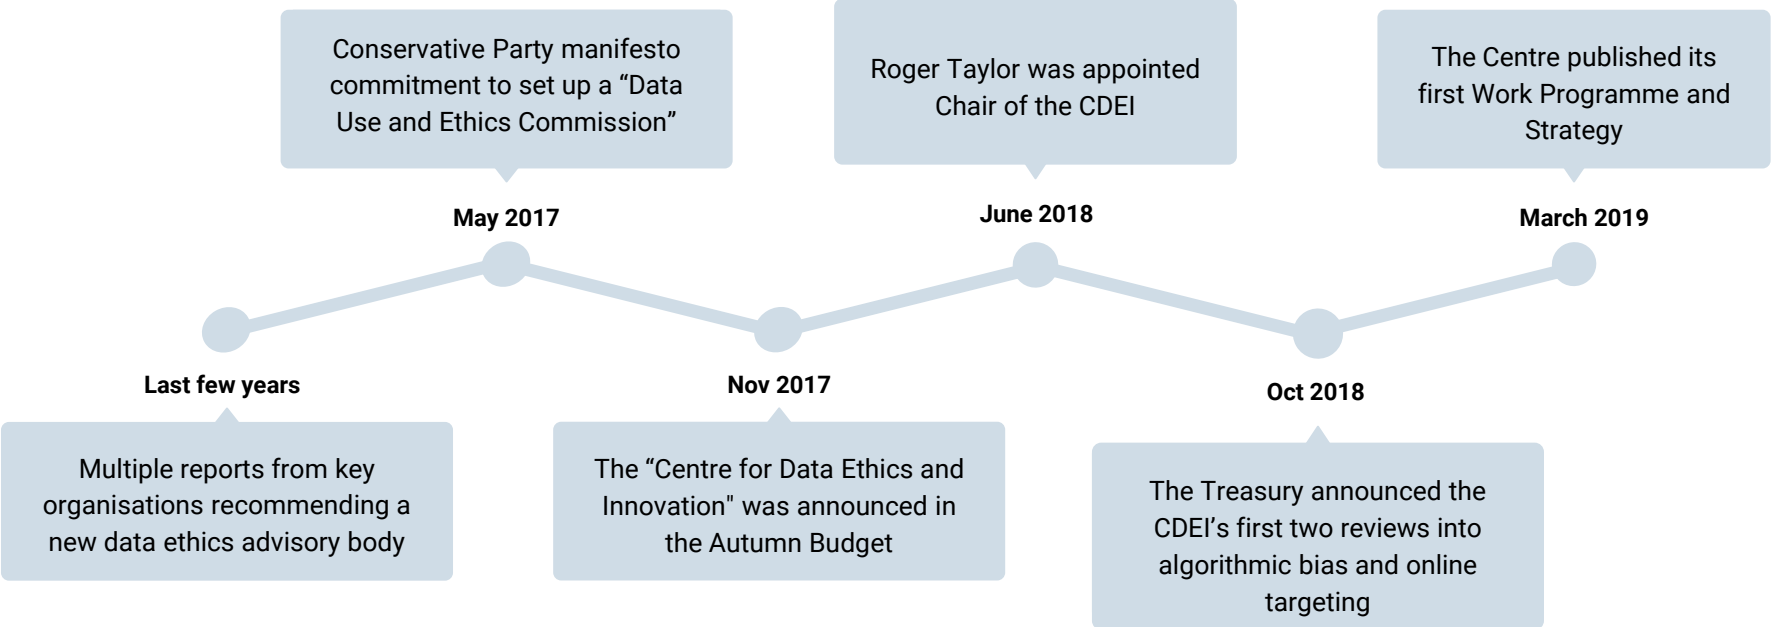 Conservative Party manifesto
commitment to set up a “Data
Use and Ethics Commission”
Roger Taylor was appointed
Chair of the CDEI
The Centre published its
first Work Programme and
Strategy
May 2017
June 2018
March 2019
Last few years
Nov 2017
Oct 2018
Multiple reports from key
organisations recommending a
new data ethics advisory body
The “Centre for Data Ethics and
Innovation" was announced in
the Autumn Budget
The Treasury announced the
CDEI’s first two reviews into
algorithmic bias and online
targeting